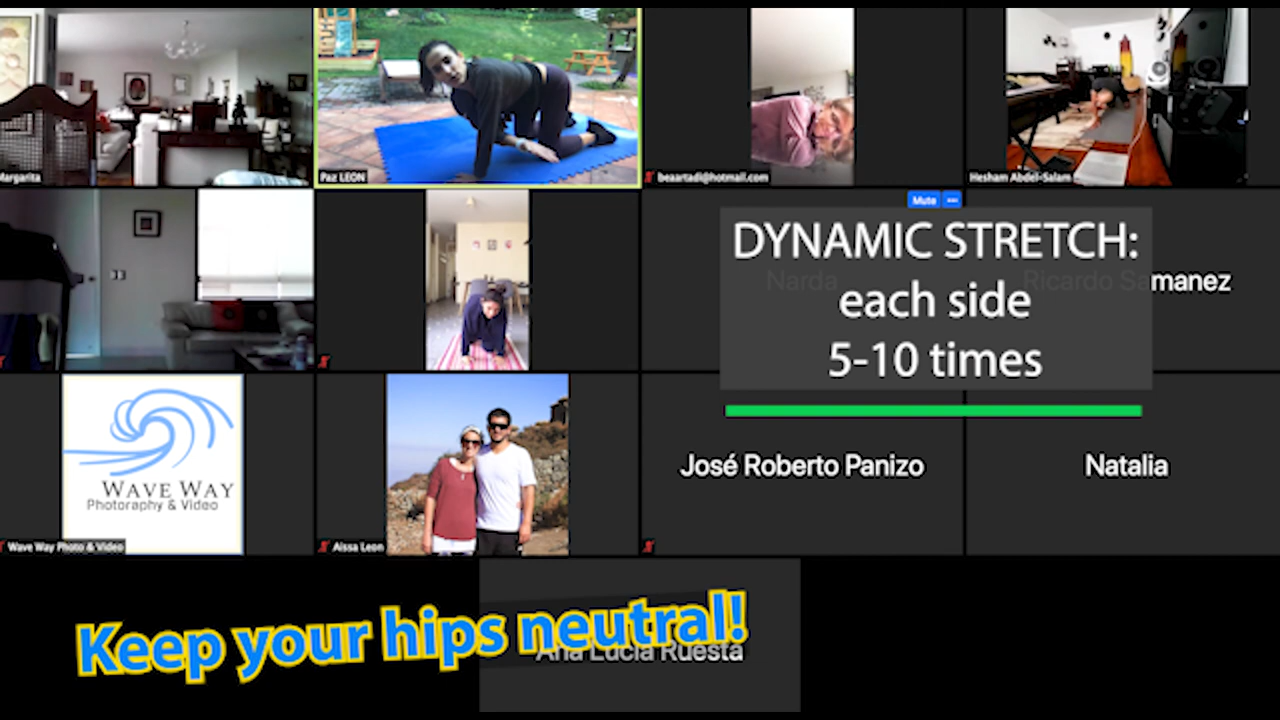 Margarita
Paz LEON
beaartadi@hotmail.com
Hesham Abdel-Salam
Mute
DYNAMIC STRETCH:
each side
5-10 times
Narda
Ricardo Samanez
WAVE WAY
Photoraphy & Video
Wave Way Photo & Video
Aissa Leon
José Roberto Panizo
Natalia
Keep your hips neutral!
Ana Lucia Ruesta